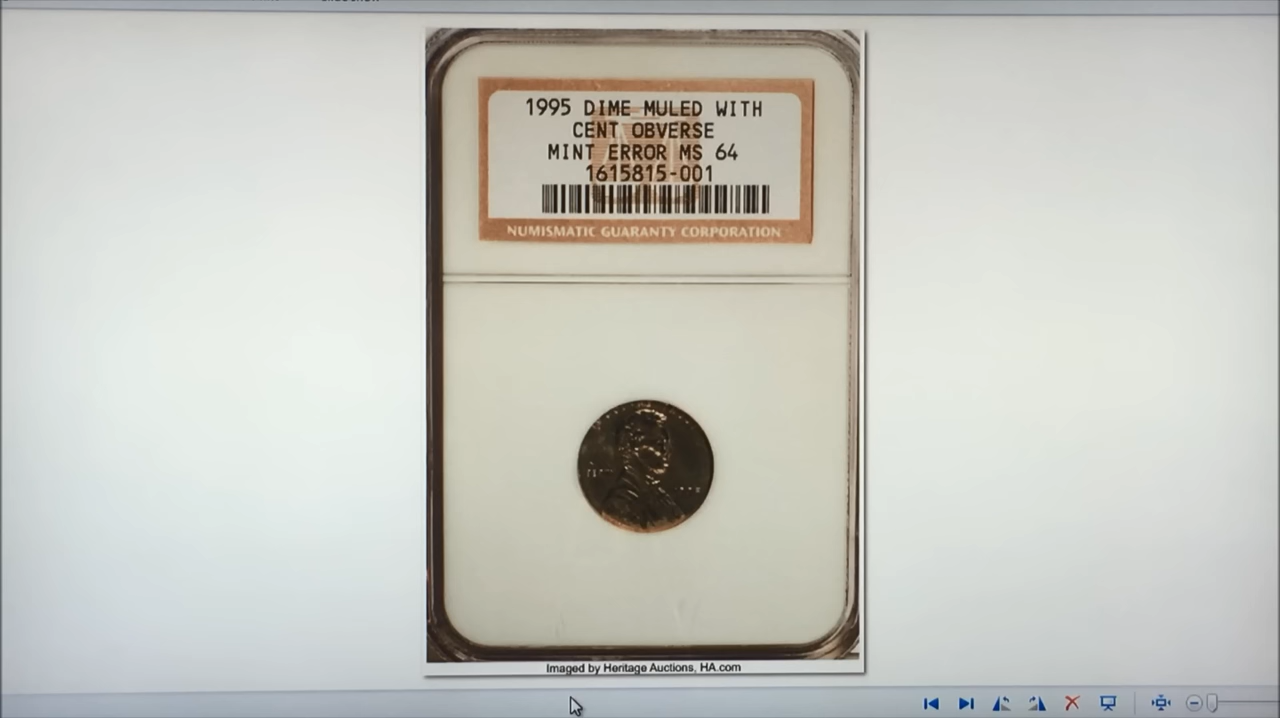 1995 DIME MULED WITH
CENT OBVERSE
MINT ERROR MS 64
1615815-001
NUMISMATIC GUARANTY CORPORATION
Imaged by Heritage Auctions, HA.com